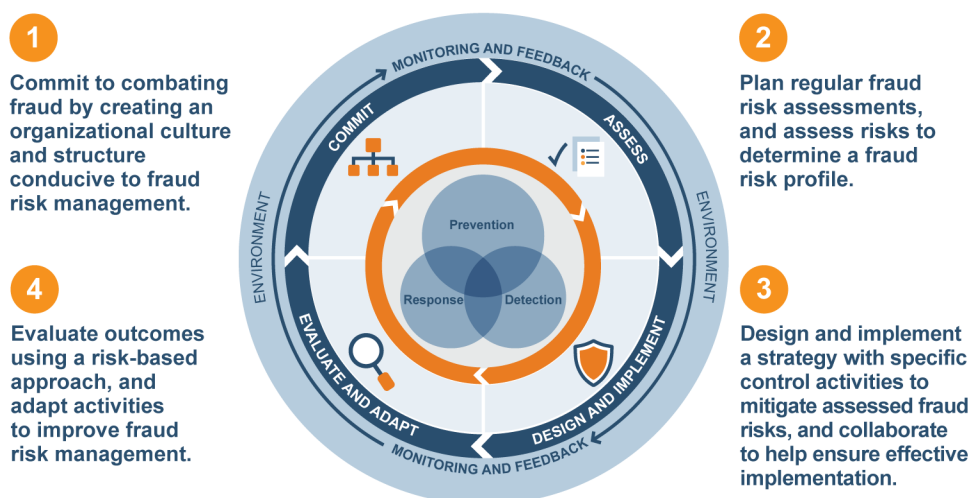 1
Commit to combating
fraud by creating an
organizational culture
and structure
conducive to fraud
risk management.
2
Plan regular fraud
risk assessments,
and assess risks to
determine a fraud
risk profile.
MONITORING AND FEEDBACK
COMMIT
ASSESS
ENVIRONMENT
ENVIRONMENT
Prevention
Response
Detection
EVALUATE AND ADAPT
DESIGN AND IMPLEMENT
MONITORING AND FEEDBACK
4
Evaluate outcomes
using a risk-based
approach, and
adapt activities
to improve fraud
risk management.
3
Design and implement
a strategy with specific
control activities to
mitigate assessed fraud
risks, and collaborate
to help ensure effective
implementation.